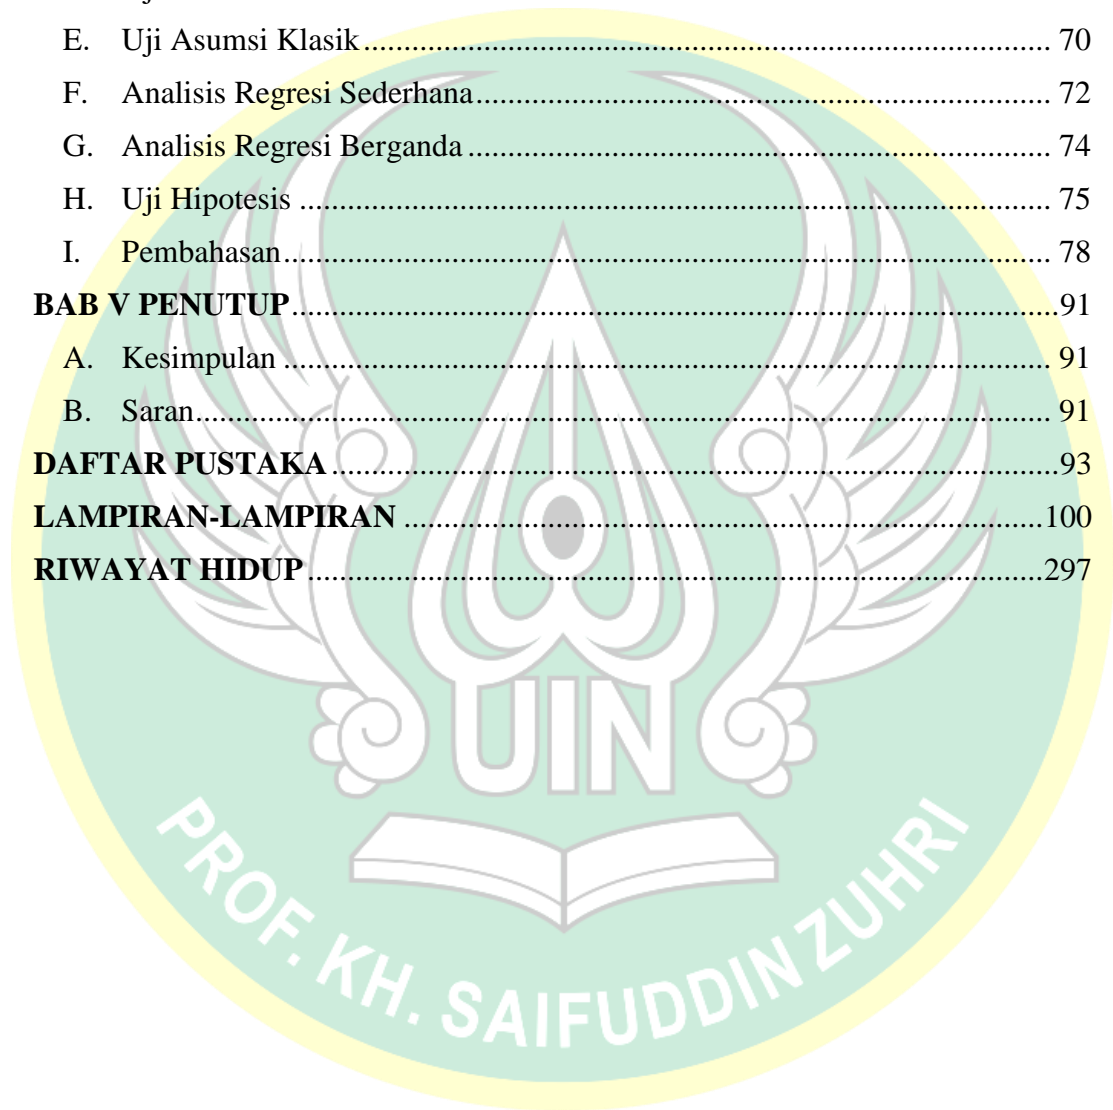 E. Uji Asumsi Klasik.......................................................................................... 70
F. Analisis Regresi Sederhana........................................................................... 72
G. Analisis Regresi Berganda............................................................................ 74
H. Uji Hipotesis.................................................................................................. 75
I. Pembahasan.................................................................................................... 78
BAB V PENUTUP....................................................................................................91
A. Kesimpulan.................................................................................................... 91
B. Saran............................................................................................................... 91
DAFTAR PUSTAKA...............................................................................................93
LAMPIRAN-LAMPIRAN.....................................................................................100
RIWAYAT HIDUP................................................................................................297
UIN
PROF. KH. SAIFUDDIN ZUHRI